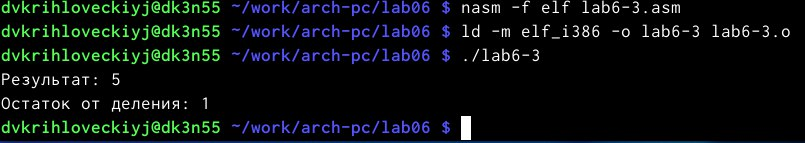 dvkrihloveckiyj@dk3n55 ~/work/arch-pc/lab06 $ nasm -f elf lab6-3.asm
dvkrihloveckiyj@dk3n55 ~/work/arch-pc/lab06 $ ld -m elf_i386 -o lab6-3 lab6-3.o
dvkrihloveckiyj@dk3n55 ~/work/arch-pc/lab06 $ ./lab6-3
Результат: 5
Остаток от деления: 1
dvkrihloveckiyj@dk3n55 ~/work/arch-pc/lab06 $